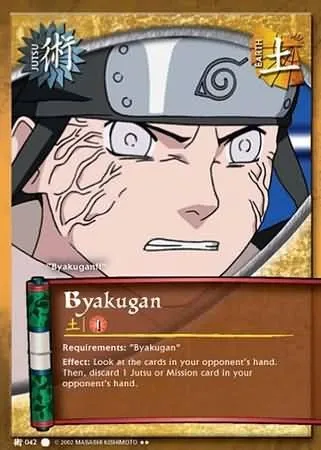 JUTSU 術
EARTH 土
"Byakugan!!"
Byakugan
土
Requirements: "Byakugan"
Effect: Look at the cards in your opponent's hand.
Then, discard 1 Jutsu or Mission card in your
opponent's hand.
術 042 © 2002 MASASHI KISHIMOTO ★★